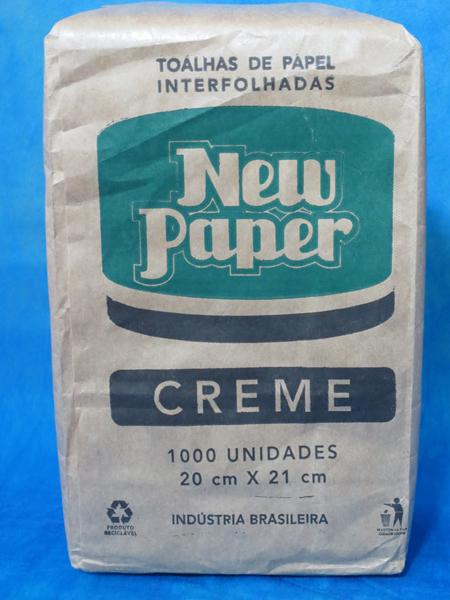 TOALHAS DE PAPEL
INTERFOLHADAS
New
Paper
CREME
1000 UNIDADES
20 cm X 21 cm
INDÚSTRIA BRASILEIRA
PRODUTO
RECICLÁVEL